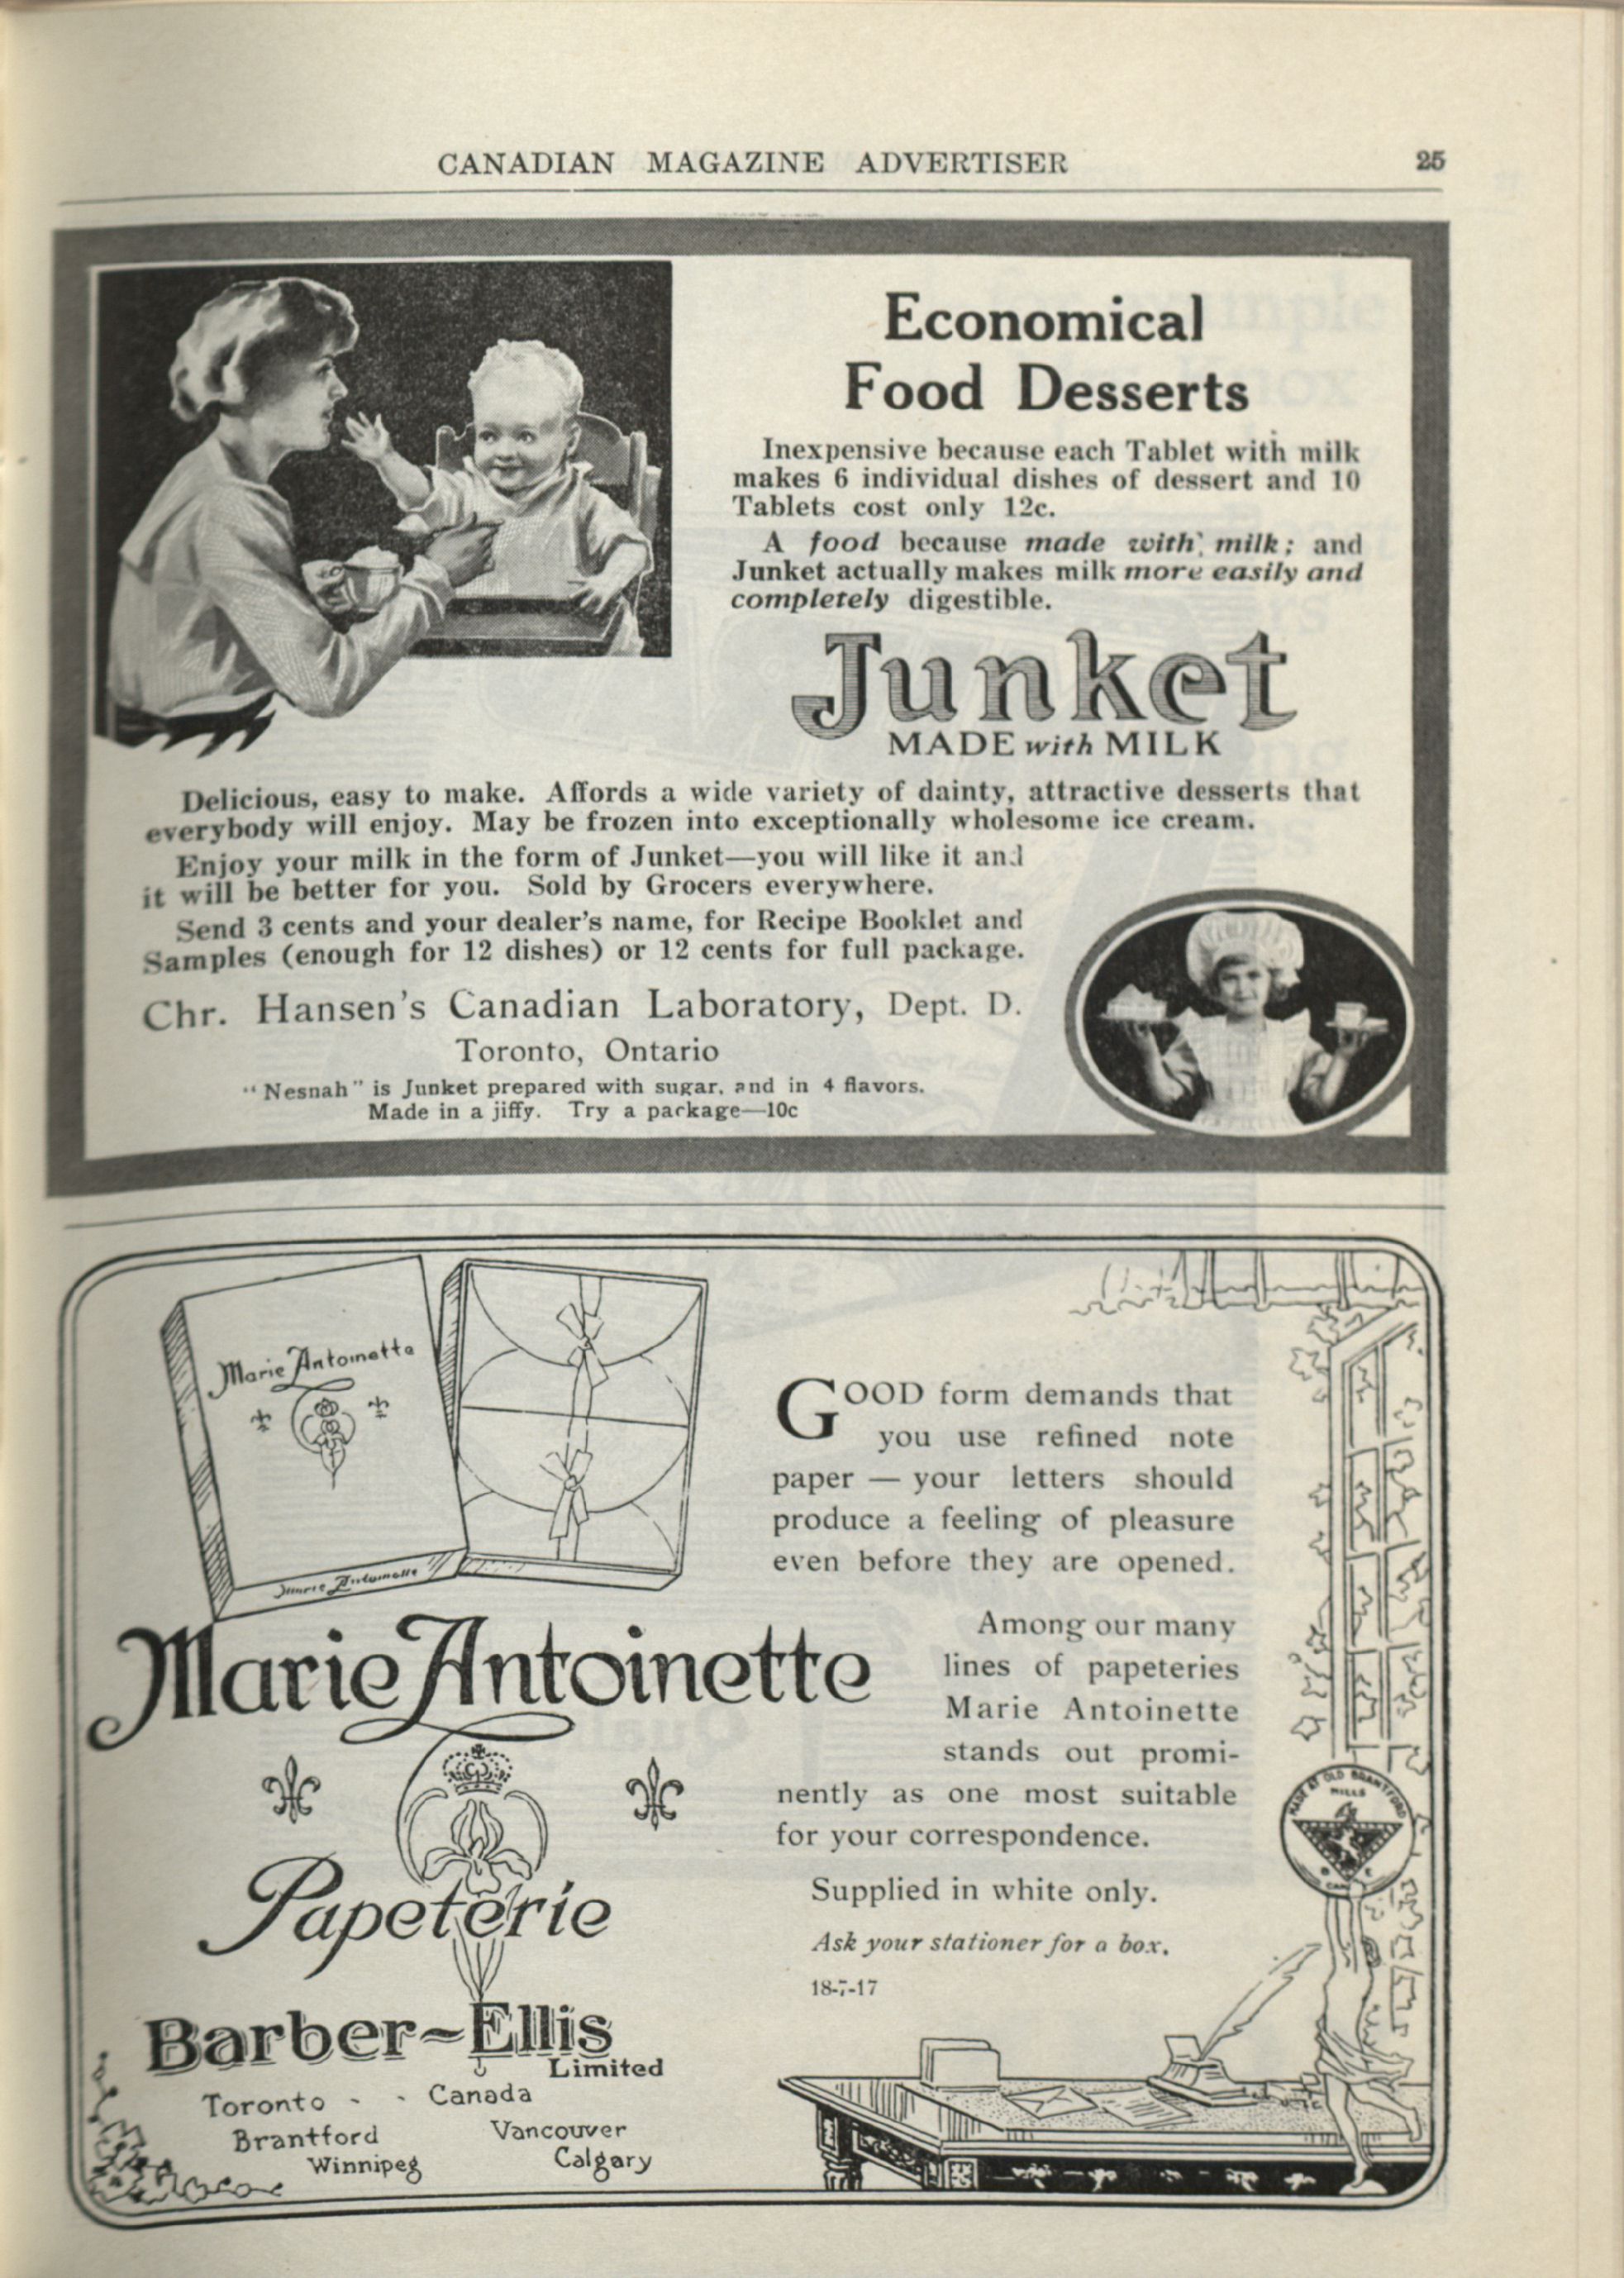 CANADIAN MAGAZINE ADVERTISER 25
Economical
Food Desserts
Inexpensive because each Tablet with milk
makes 6 individual dishes of dessert and 10
Tablets cost only 12c.
A food because made with milk; and
Junket actually makes milk more easily and
completely digestible.
Junket
MADE with MILK
Delicious, easy to make. Affords a wide variety of dainty, attractive desserts that
everybody will enjoy. May be frozen into exceptionally wholesome ice cream.
Enjoy your milk in the form of Junket—you will like it and
it will be better for you. Sold by Grocers everywhere.
Send 3 cents and your dealer's name, for Recipe Booklet and
Samples (enough for 12 dishes) or 12 cents for full package.
Chr. Hansen's Canadian Laboratory, Dept. D.
Toronto, Ontario
"Nesnah" is Junket prepared with sugar, and in 4 flavors.
Made in a jiffy. Try a package—10c
Marie Antoinette
Marie Antoinette
GOOD form demands that
you use refined note
paper — your letters should
produce a feeling of pleasure
even before they are opened.
Among our many
lines of papeteries
Marie Antoinette
stands out promi-
nently as one most suitable
for your correspondence.
Supplied in white only.
Ask your stationer for a box.
18-7-17
Marie Antoinette
Papeterie
Barber~Ellis
Limited
Toronto - - Canada
Brantford Vancouver
Winnipeg Calgary
MADE AT OLD BRANTFORD
MILLS